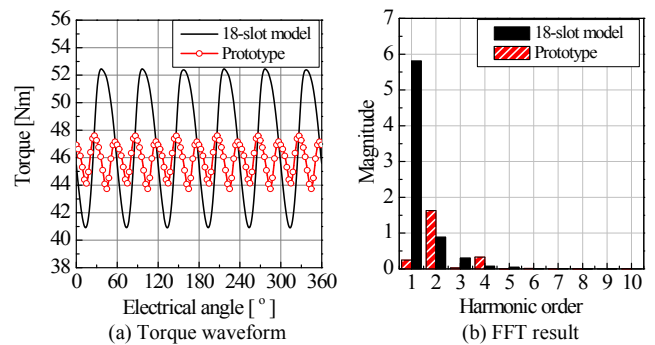 56
54
52
50
48
46
44
42
40
38
Torque [Nm]
18-slot model
Prototype
0 60 120 180 240 300 360
Electrical angle [ ° ]
(a) Torque waveform
7
6
5
4
3
2
1
0
Magnitude
18-slot model
Prototype
1 2 3 4 5 6 7 8 9 10
Harmonic order
(b) FFT result